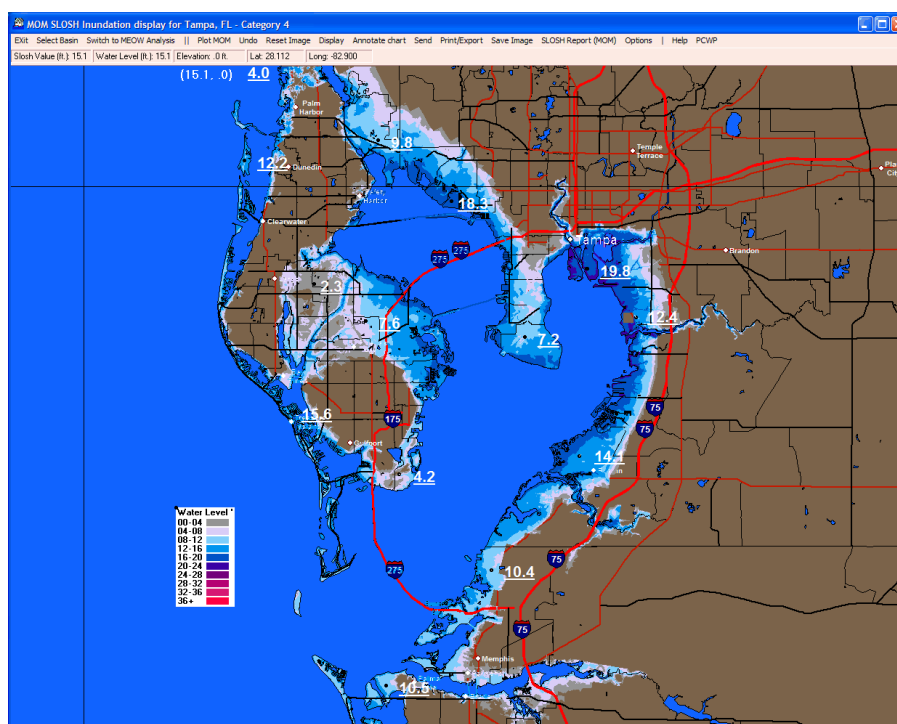 MOM SLOSH Inundation display for Tampa, FL - Category 4
EXit Select Basin Switch to MEOW Analysis || Plot MOM Undo Reset Image Display Annotate chart Send Print/Export Save Image SLOSH Report (MOM) Options | Help PCWP
Slosh Value (ft.): 15.1 Water Level (ft.): 15.1 Elevation: .0 ft. Lat: 28.112 Long: -82.900
(15.1, .0) 4.0
Palm
Harbor
9.8
Temple
Terrace
12.2 Dunedin
18.3
Clearwater
Tampa
275 275
Brandon
19.8
2.3
7.6
12.4
7.2
75
15.6
175
75
Gulfport
14.1
4.2
Water Level '
00-04
04-08
08-12
12-16
16-20
20-24
24-28
28-32
32-36
36+
75
275
10.4
75
Memphis
10.5